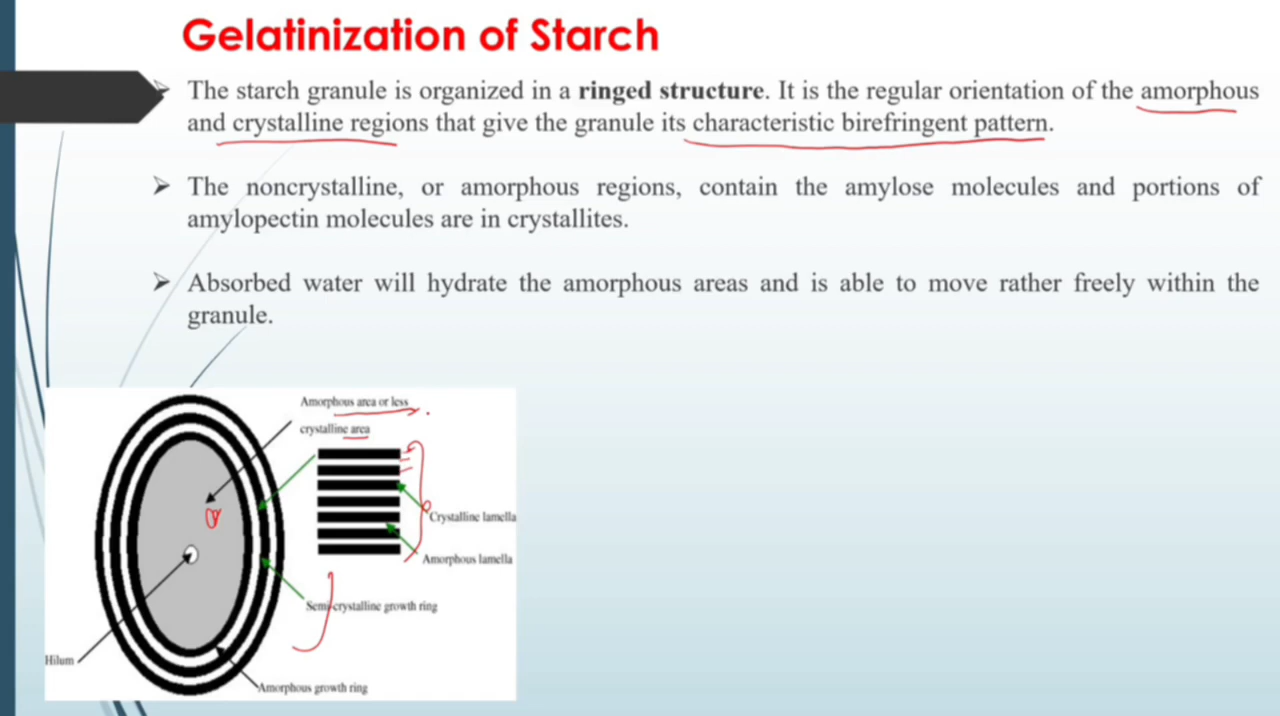 Gelatinization of Starch
The starch granule is organized in a ringed structure. It is the regular orientation of the amorphous
and crystalline regions that give the granule its characteristic birefringent pattern.
The noncrystalline, or amorphous regions, contain the amylose molecules and portions of
amylopectin molecules are in crystallites.
Absorbed water will hydrate the amorphous areas and is able to move rather freely within the
granule.
Amorphous area or less
crystalline area
Crystalline lamella
Amorphous lamella
Semi-crystalline growth ring
Hilum
Amorphous growth ring